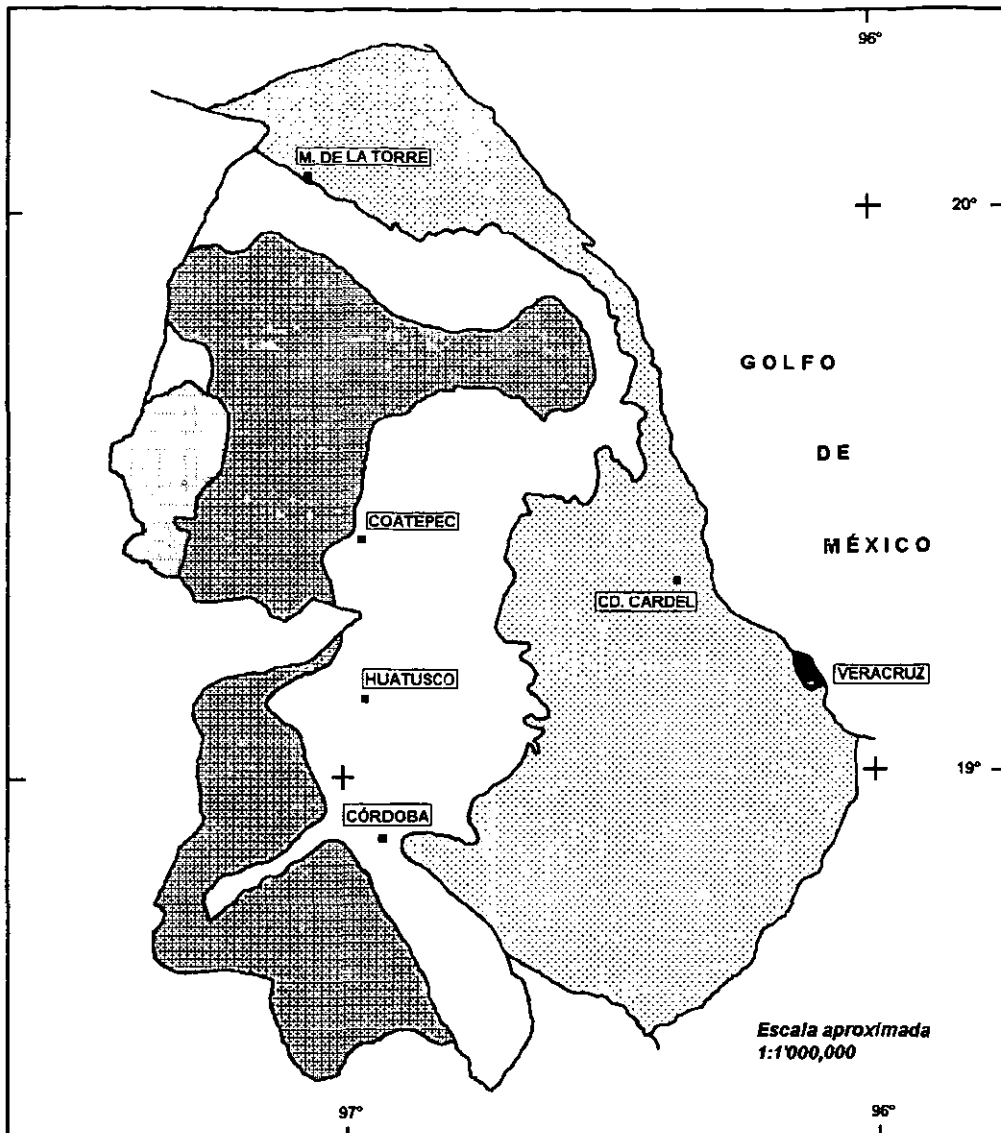 96°
M. DE LA TORRE
20°
GOLFO
DE
COATEPEC
MÉXICO
CD. CARDEL
HUATUSCO
VERACRUZ
19°
CÓRDOBA
Escala aproximada
1:1'000,000
97°
96°